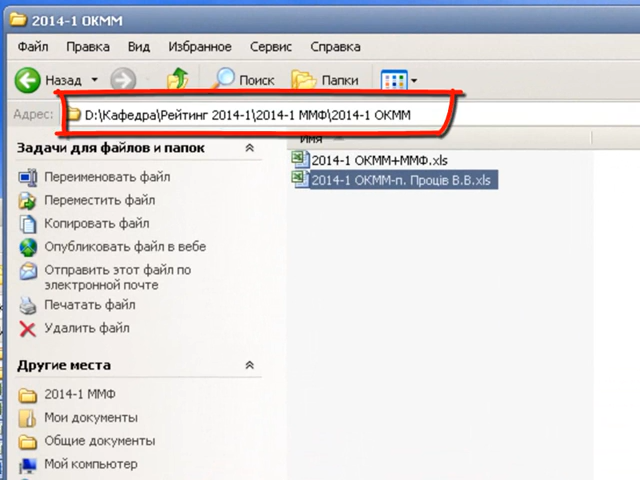 2014-1 ОКММ
Файл Правка Вид Избранное Сервис Справка
Назад Поиск Папки
Адрес: D:\Кафедра\Рейтинг 2014-1\2014-1 ММФ\2014-1 ОКММ
Имя
Задачи для файлов и папок
2014-1 ОКММ+ММФ.xls
Переименовать файл
2014-1 ОКММ-п. Проців В.В.xls
Переместить файл
Копировать файл
Опубликовать файл в вебе
Отправить этот файл по
электронной почте
Печатать файл
Удалить файл
Другие места
2014-1 ММФ
Мои документы
Общие документы
Мой компьютер